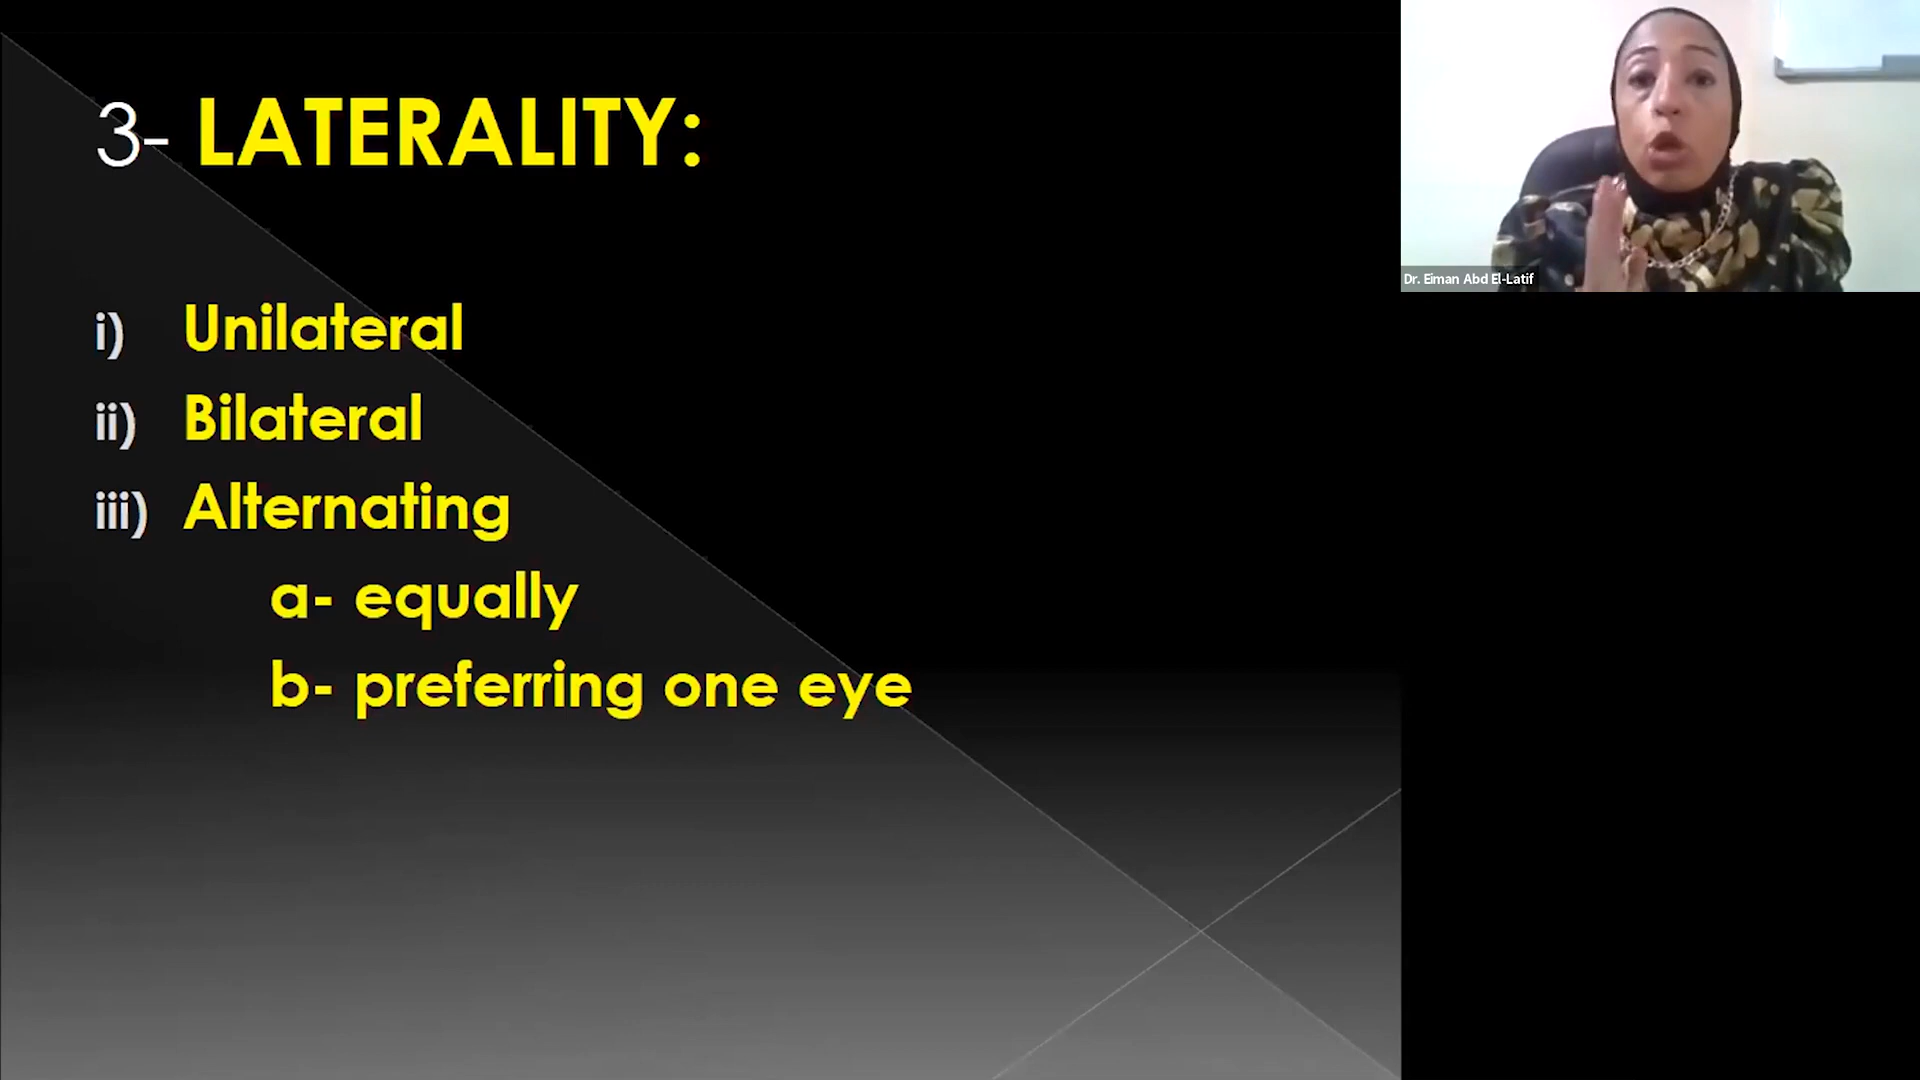 3- LATERALITY:
i) Unilateral
ii) Bilateral
iii) Alternating
a- equally
b- preferring one eye
Dr. Eiman Abd El-Latif